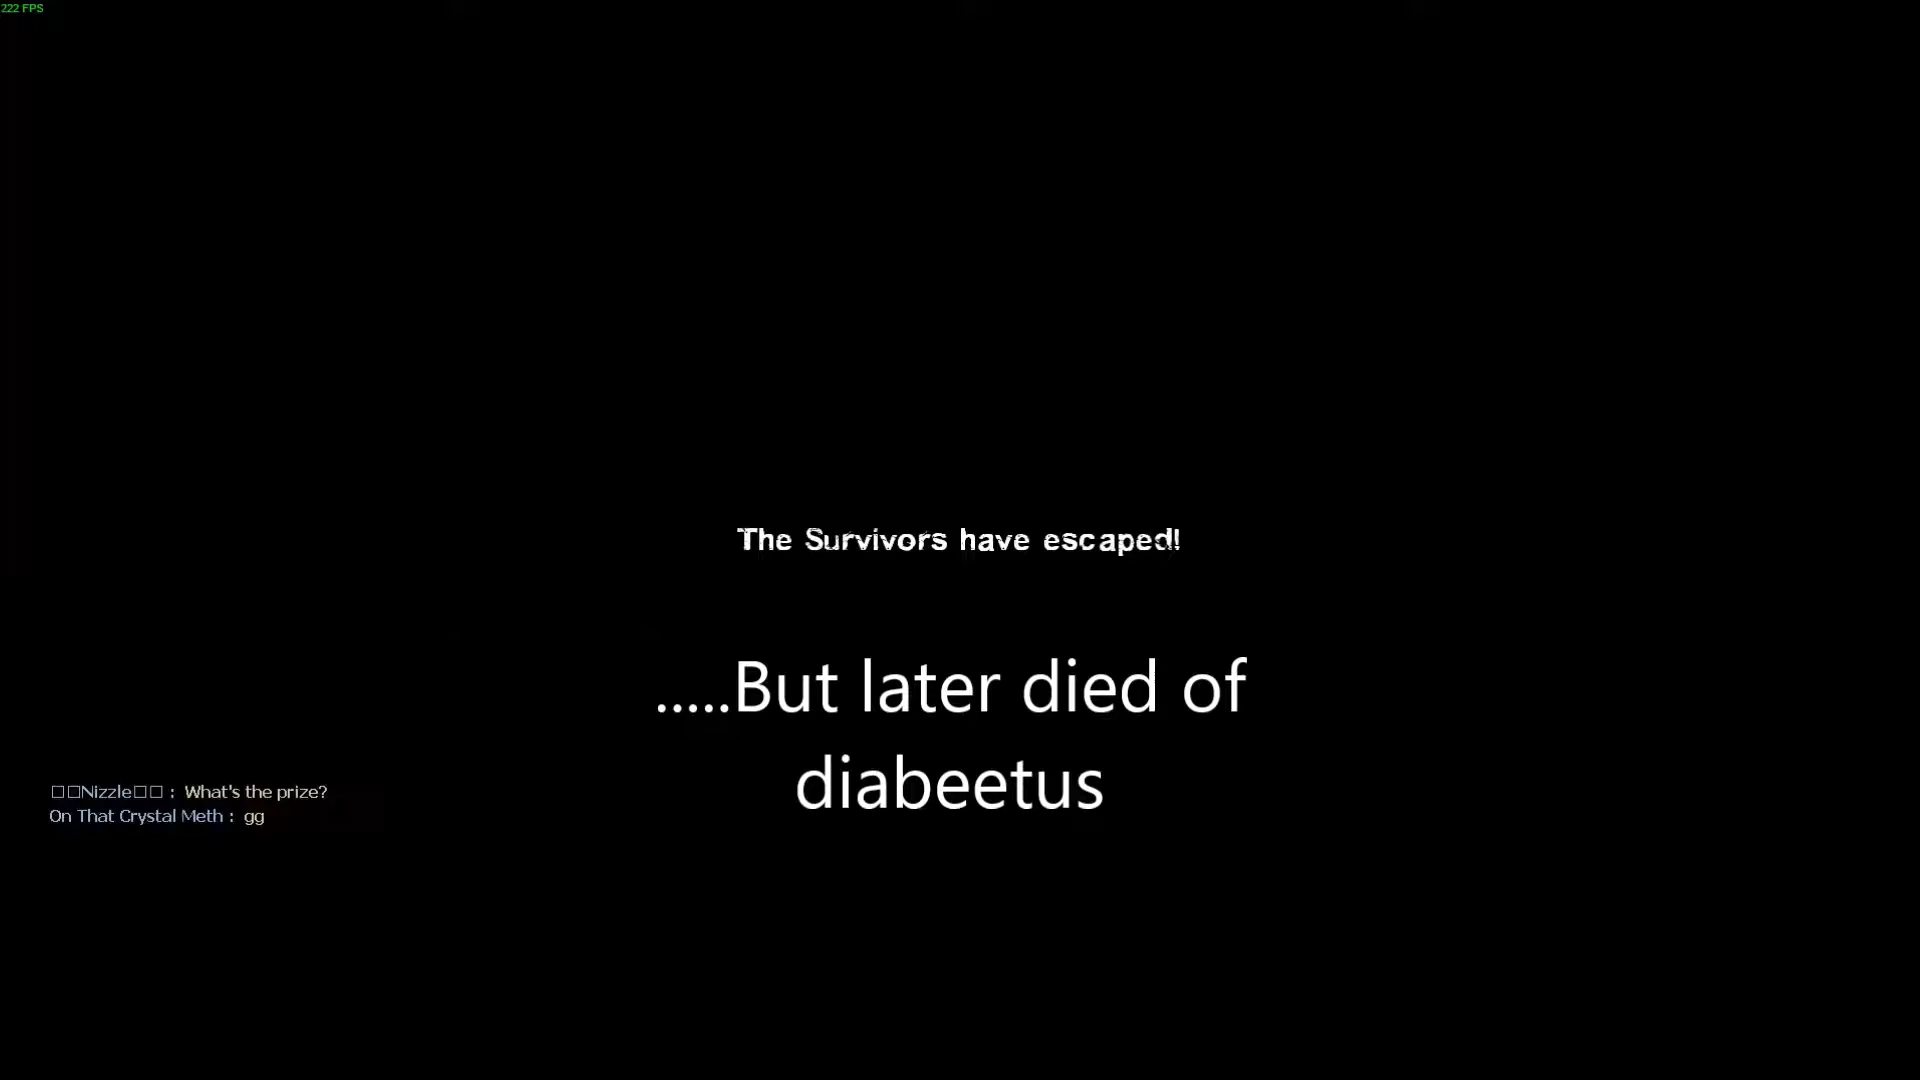 222 FPS
The Survivors have escaped!
.....But later died of
diabeetus
□□Nizzle□□ : What's the prize?
On That Crystal Meth : gg